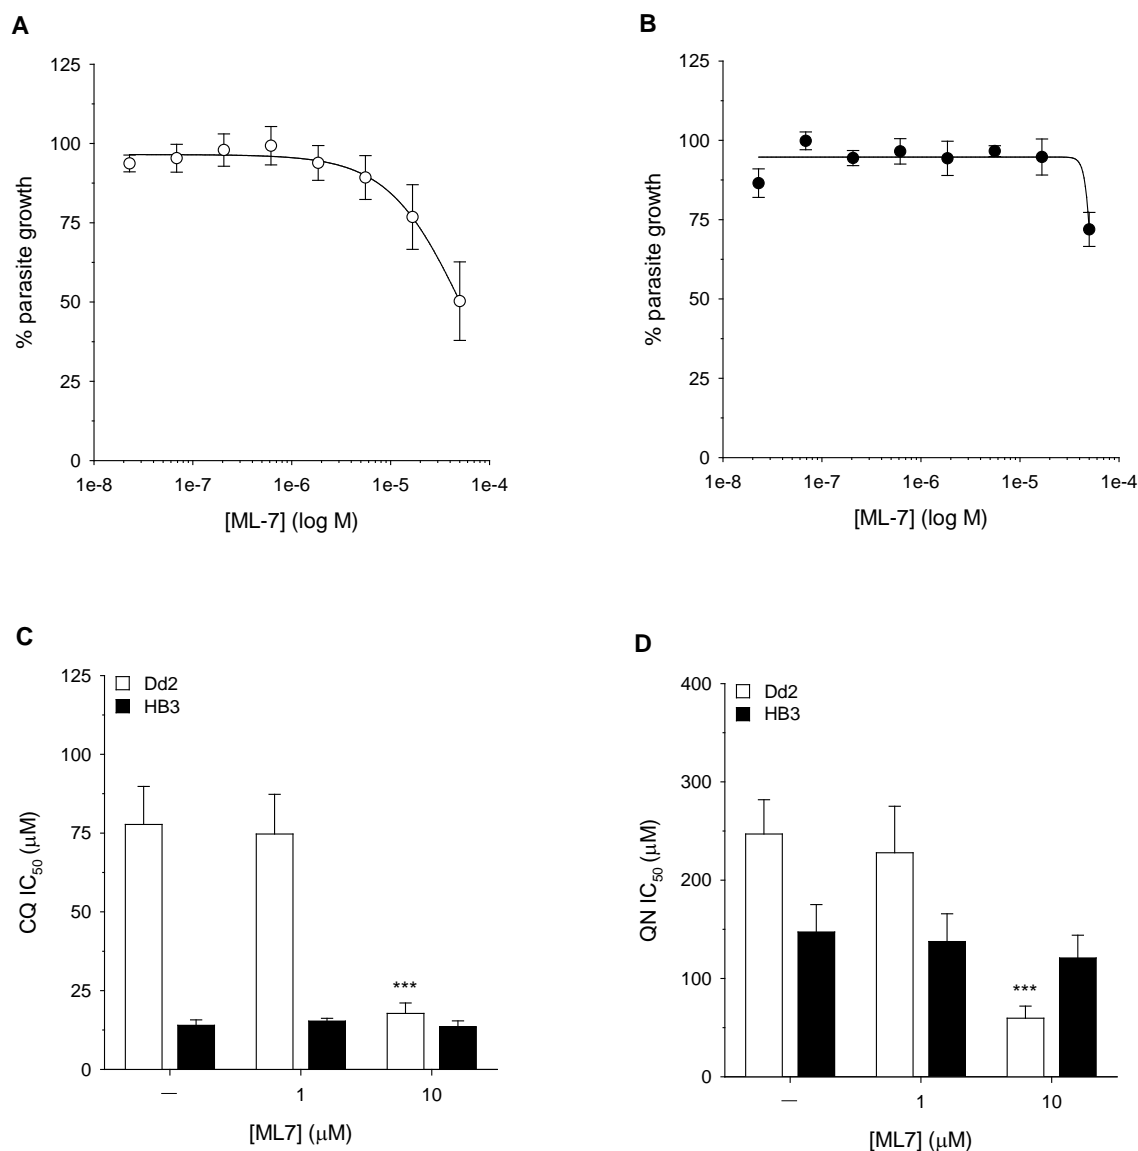 A
125
100
75
50
25
0
% parasite growth
1e-8 1e-7 1e-6 1e-5 1e-4
[ML-7] (log M)
B
125
100
75
50
25
0
% parasite growth
1e-8 1e-7 1e-6 1e-5 1e-4
[ML-7] (log M)
C
Dd2
HB3
125
100
75
50
25
0
CQ IC50 (μM)
***
— 1 10
[ML7] (μM)
D
Dd2
HB3
400
300
200
100
0
QN IC50 (μM)
***
— 1 10
[ML7] (μM)